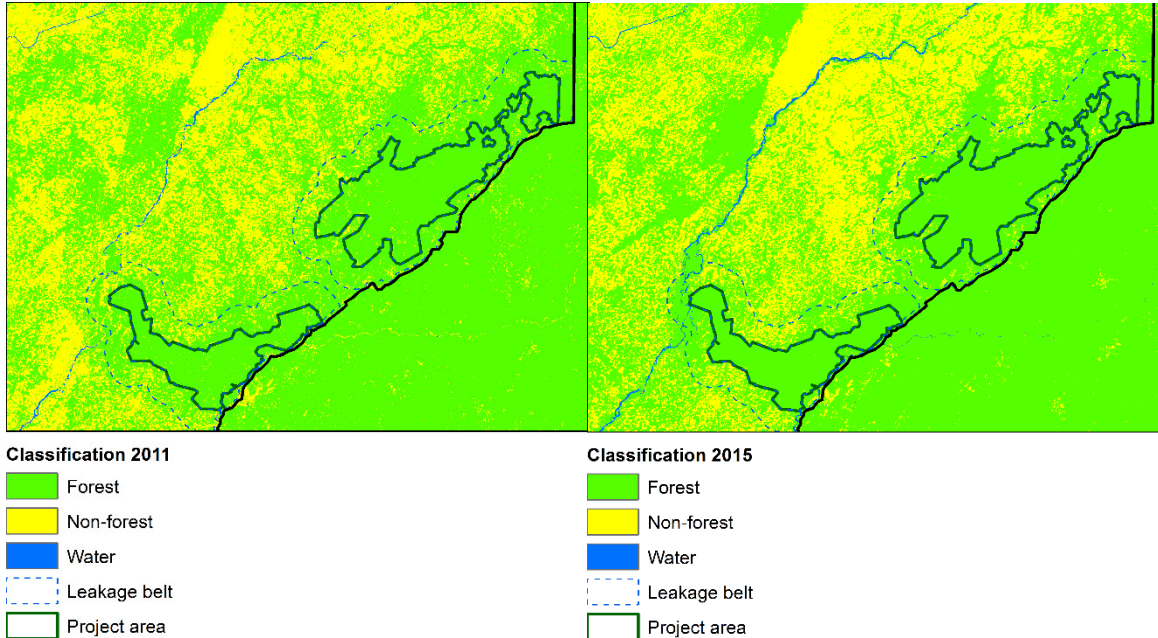 Classification 2011
Forest
Non-forest
Water
Leakage belt
Project area
Classification 2015
Forest
Non-forest
Water
Leakage belt
Project area